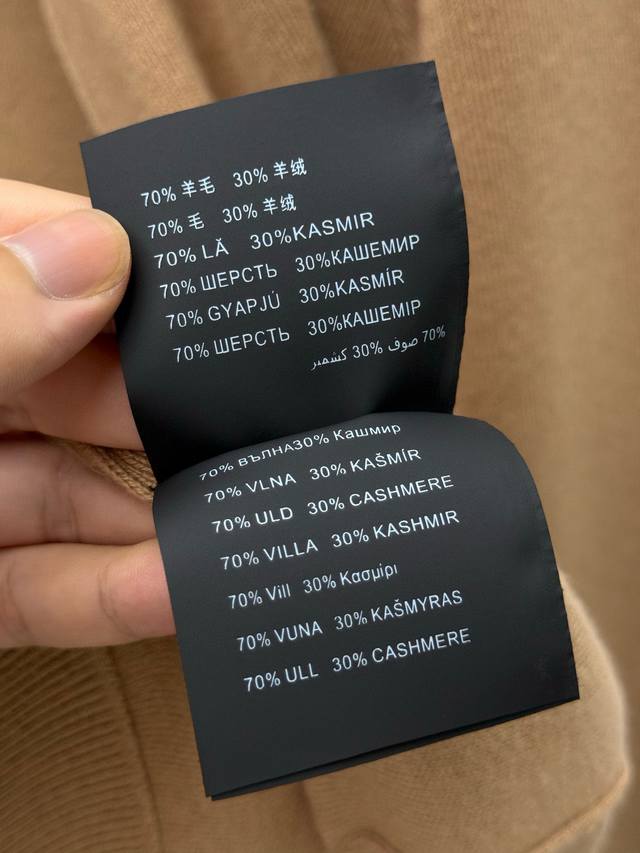 70% 羊毛 30% 羊绒
70% 毛 30% 羊绒
70% LĂ 30%KASMIR
70% ШЕРСТЬ 30%КАШЕМИР
70% GYAPJÚ 30%KASMÍR
70% ШЕРСТЬ 30%КАШЕМІР
70% صوف 30% كشمير
70% ВЪЛНА30% Кашмир
70% VLNA 30% KAŠMÍR
70% ULD 30% CASHMERE
70% VILLA 30% KASHMIR
70% Vill 30% Κασμίρι
70% VUNA 30% KAŠMYRAS
70% ULL 30% CASHMERE